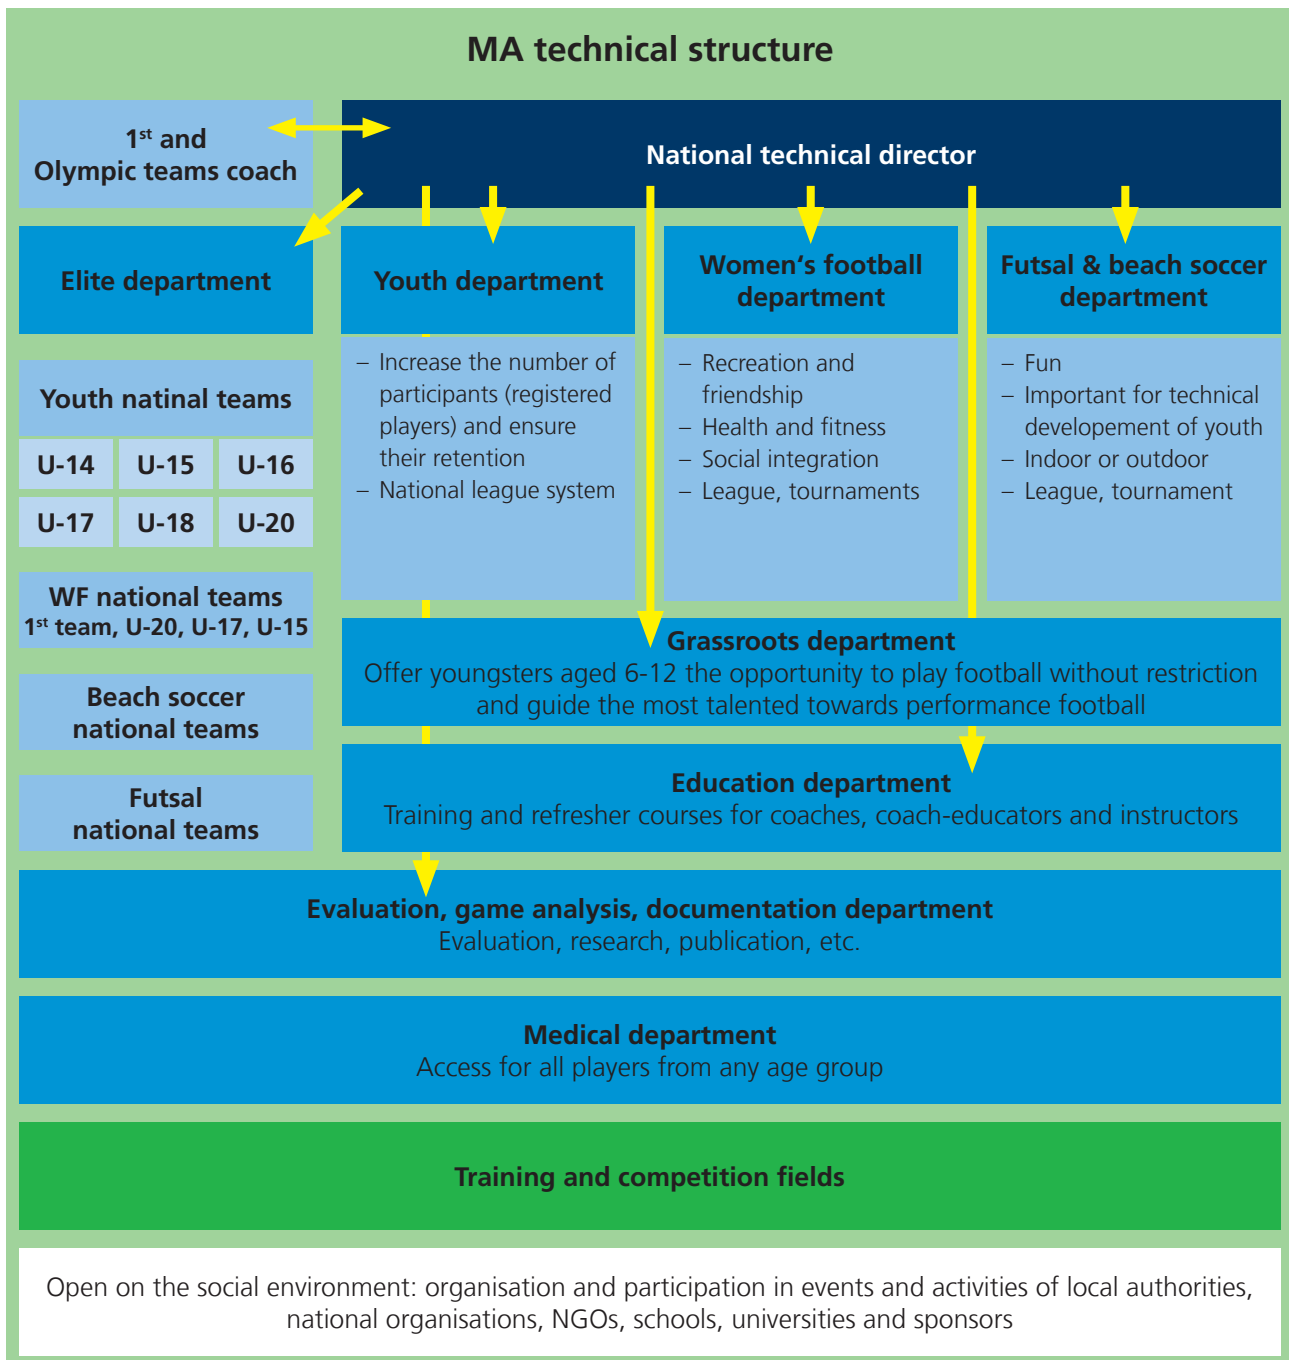 MA technical structure
1st and
Olympic teams coach
National technical director
Elite department
Youth department
Women‘s football
department
Futsal & beach soccer
department
Youth natinal teams
U-14 U-15 U-16
U-17 U-18 U-20
WF national teams
1st team, U-20, U-17, U-15
Beach soccer
national teams
Futsal
national teams
– Increase the number of
participants (registered
players) and ensure
their retention
– National league system
– Recreation and
friendship
– Health and fitness
– Social integration
– League, tournaments
– Fun
– Important for technical
developement of youth
– Indoor or outdoor
– League, tournament
Grassroots department
Offer youngsters aged 6-12 the opportunity to play football without restriction
and guide the most talented towards performance football
Education department
Training and refresher courses for coaches, coach-educators and instructors
Evaluation, game analysis, documentation department
Evaluation, research, publication, etc.
Medical department
Access for all players from any age group
Training and competition fields
Open on the social environment: organisation and participation in events and activities of local authorities,
national organisations, NGOs, schools, universities and sponsors